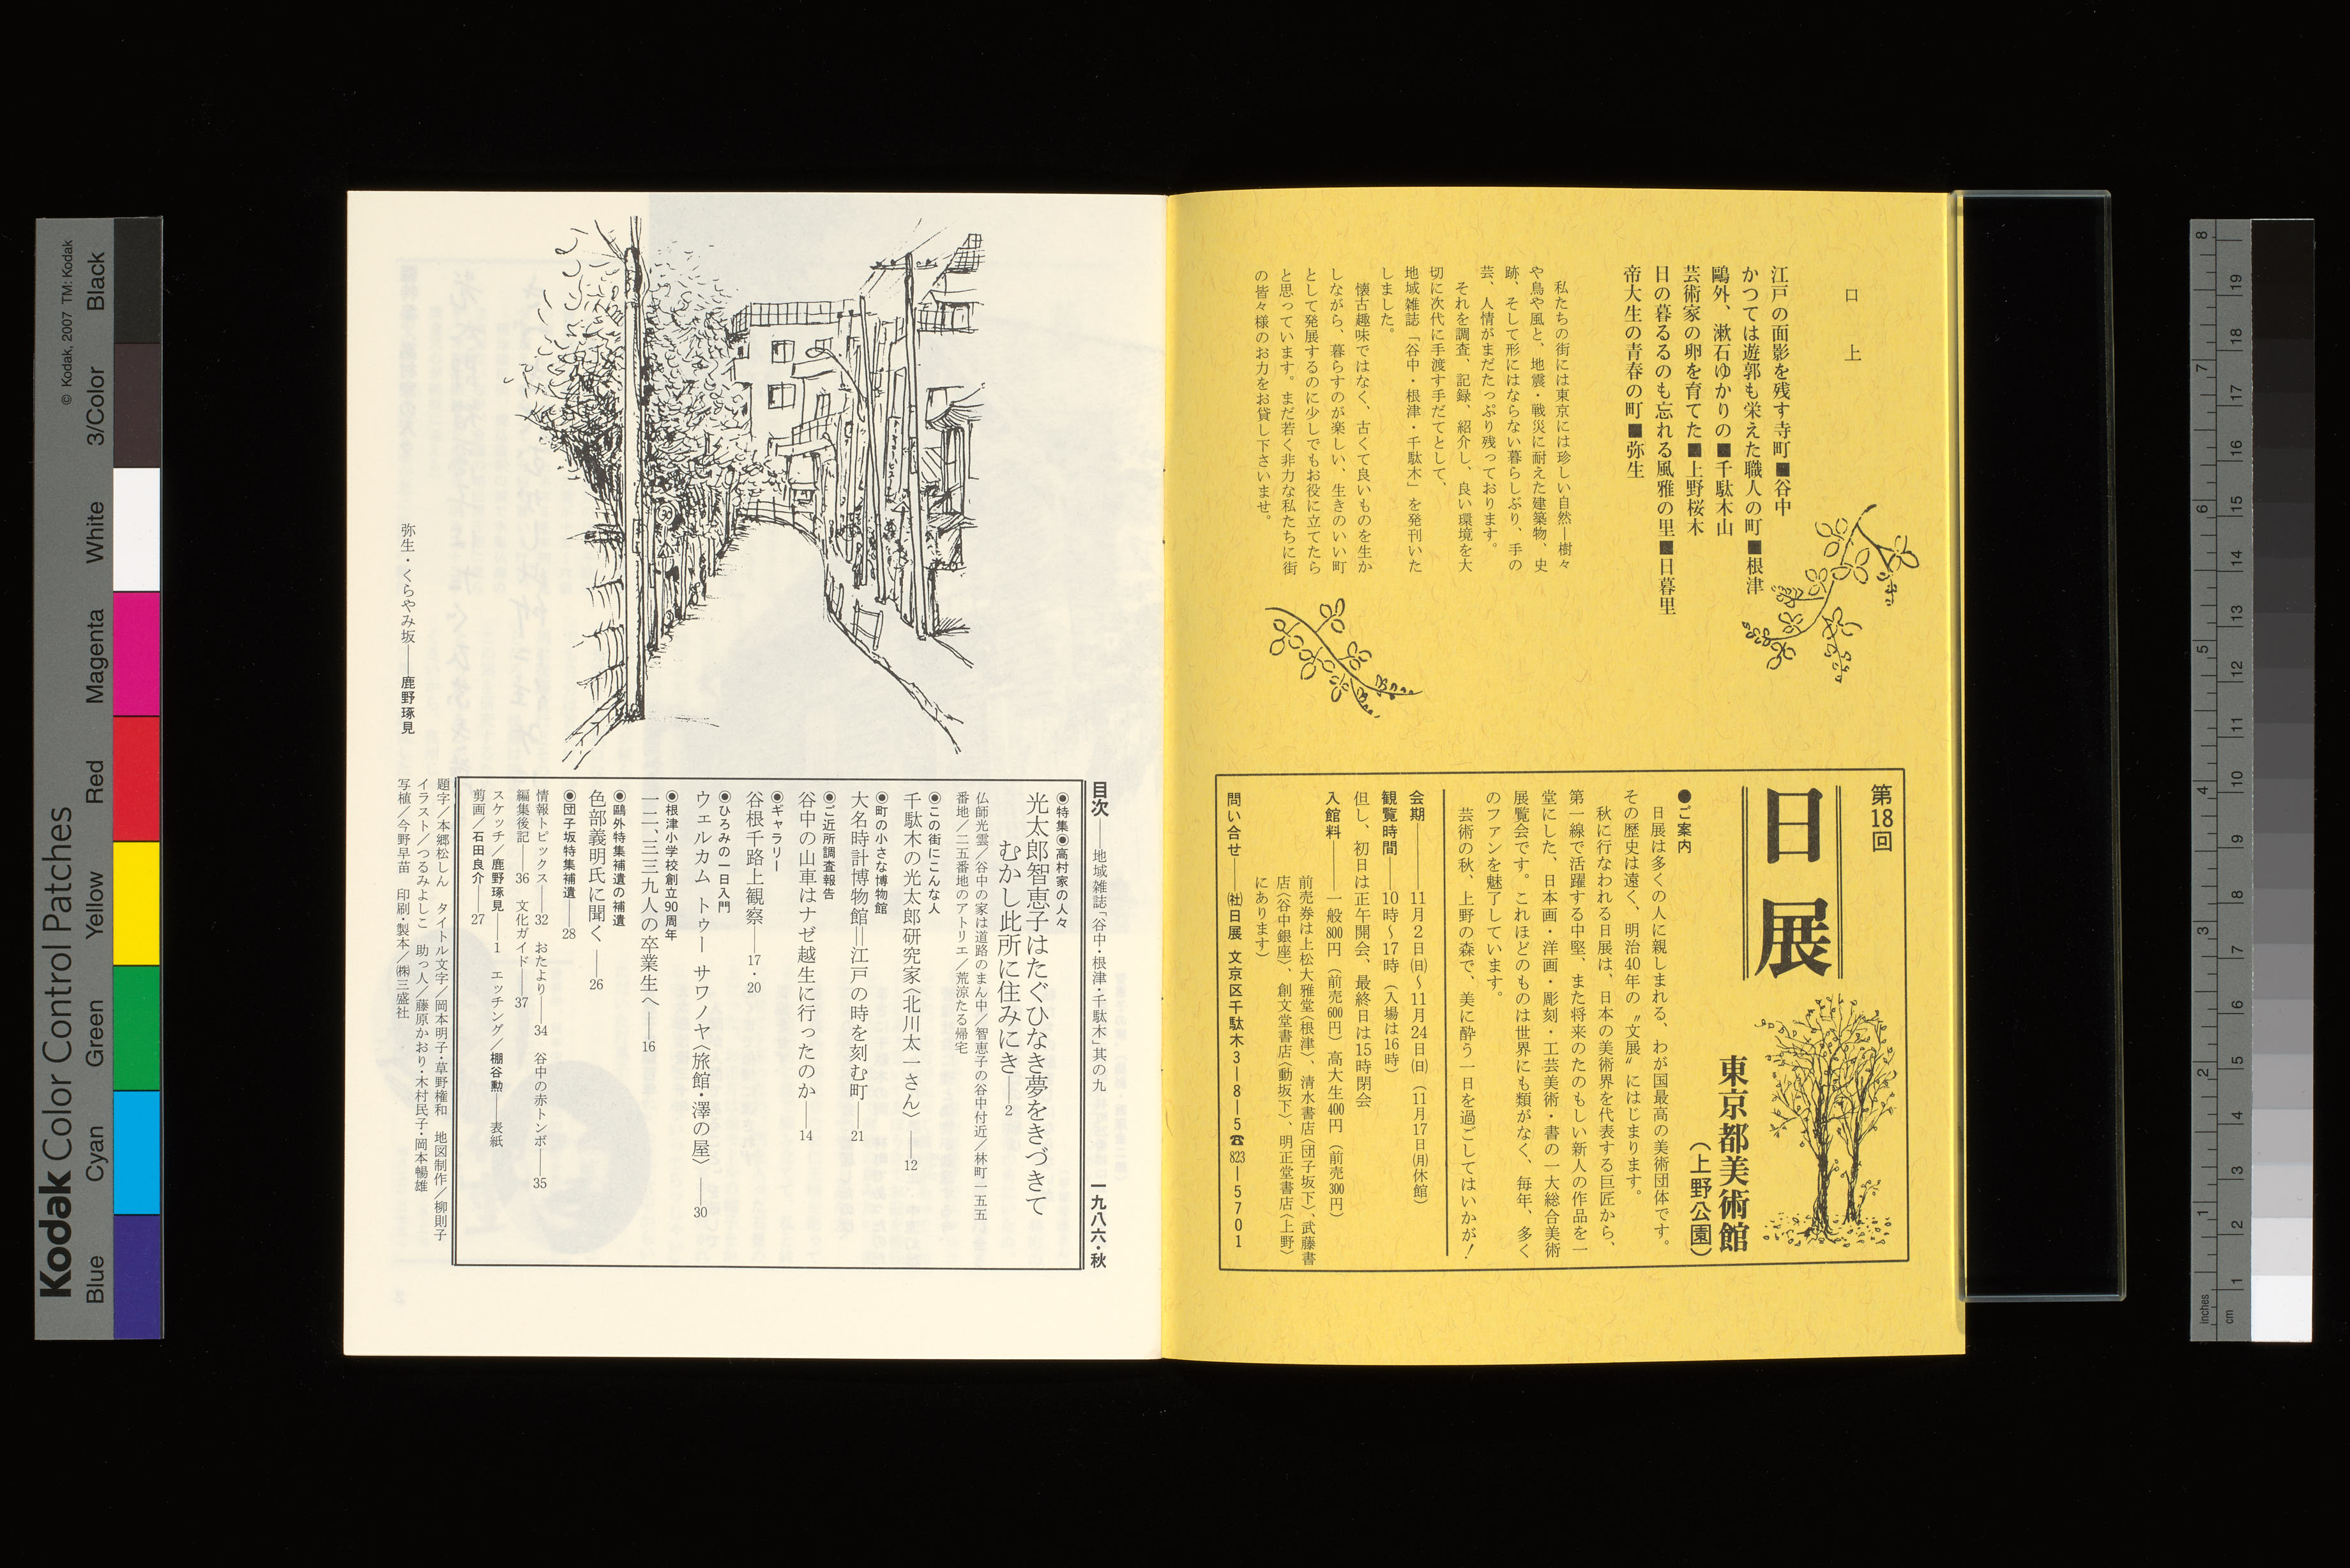 口上
江戸の面影を残す寺町■谷中
かつては遊郭も栄えた職人の町■根津
鷗外、漱石ゆかりの■千駄木山
芸術家の卵を育てた■上野桜木
日の暮るるのも忘れる風雅の里■日暮里
帝大生の青春の町■弥生
私たちの街には東京には珍しい自然―樹々
や鳥や風と、地震・戦災に耐えた建築物、史
跡、そして形にはならない暮らしぶり、手の
芸、人情がまだたっぷり残っております。
それを調査、記録、紹介し、良い環境を大
切に次代に手渡す手だてとして、
地域雑誌「谷中・根津・千駄木」を発刊いた
しました。
懐古趣味ではなく、古くて良いものを生か
しながら、暮らすのが楽しい、生きのいい町
として発展するのに少しでもお役に立てたら
と思っています。まだ若く非力な私たちに街
の皆々様のお力をお貸し下さいませ。
第18回
日展
東京都美術館
(上野公園)
●ご案内
日展は多くの人に親しまれる、わが国最高の美術団体です。
その歴史は遠く、明治40年の〝文展〟にはじまります。
秋に行なわれる日展は、日本の美術界を代表する巨匠から、
第一線で活躍する中堅、また将来のたのもしい新人の作品を一
堂にした、日本画・洋画・彫刻・工芸美術・書の一大総合美術
展覧会です。これほどのものは世界にも類がなく、毎年、多く
のファンを魅了しています。
芸術の秋、上野の森で、美に酔う一日を過ごしてはいかが!
会期――11月2日(日)〜11月24日(日)(11月17日(月)休館)
観覧時間――10時〜17時(入場は16時)
但し、初日は正午開会、最終日は15時閉会
入館料――一般800円(前売600円)高大生400円(前売300円)
前売券は上松大雅堂〈根津〉、清水書店〈団子坂下〉、武藤書
店〈谷中銀座〉、創文堂書店〈動坂下〉、明正堂書店〈上野〉
にあります)
問い合せ――(社)日展 文京区千駄木3―8―5☎823―5701
目次 地域雑誌「谷中・根津・千駄木」其の九 一九八六・秋
◉特集◉高村家の人々
光太郎智恵子はたぐひなき夢をきづきて
むかし此所に住みにき――2
仏師光雲/谷中の家は道路のまん中/智恵子の谷中付近/林町一五五
番地/二五番地のアトリエ/荒涼たる帰宅
◉この街にこんな人
千駄木の光太郎研究家〈北川太一さん〉――12
◉町の小さな博物館
大名時計博物館=江戸の時を刻む町――21
◉ご近所調査報告
谷中の山車はナゼ越生に行ったのか――14
◉ギャラリー
谷根千路上観察――17・20
◉ひろみの一日入門
ウェルカム トゥー サワノヤ〈旅館・澤の屋〉――30
◉根津小学校創立90周年
一二、三三九人の卒業生へ――16
◉鷗外特集補遺の補遺
色部義明氏に聞く――26
◉団子坂特集補遺――28
情報トピックス――32 おたより――34 谷中の赤トンボ――35
編集後記――36 文化ガイド――37
スケッチ/鹿野琢見――1 エッチング/棚谷勲――表紙
剪画/石田良介――27
題字/本郷松しん タイトル文字/岡本明子・草野権和 地図制作/柳則子
イラスト/つるみよしこ 助っ人/藤原かおり・木村民子・岡本暢雄
写植/今野早苗 印刷・製本/(株)三盛社
弥生・くらやみ坂――鹿野琢見
Kodak Color Control Patches
© Kodak, 2007 TM: Kodak
Blue Cyan Green Yellow Red Magenta White 3/Color Black
inches 1 2 3 4 5 6 7 8
cm 1 2 3 4 5 6 7 8 9 10 11 12 13 14 15 16 17 18 19